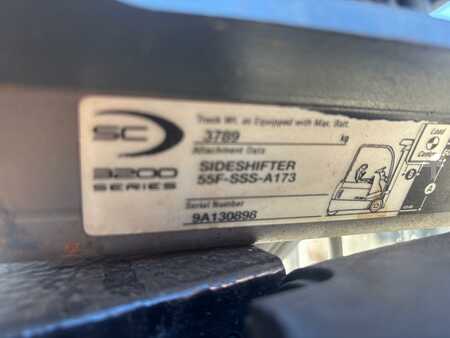 SC
3200
SERIES
Truck Wt. as Equipped with Max. Batt.
3789 kg
Attachment Data
SIDESHIFTER
55F-SSS-A173
Serial Number
9A130896
Load
Center